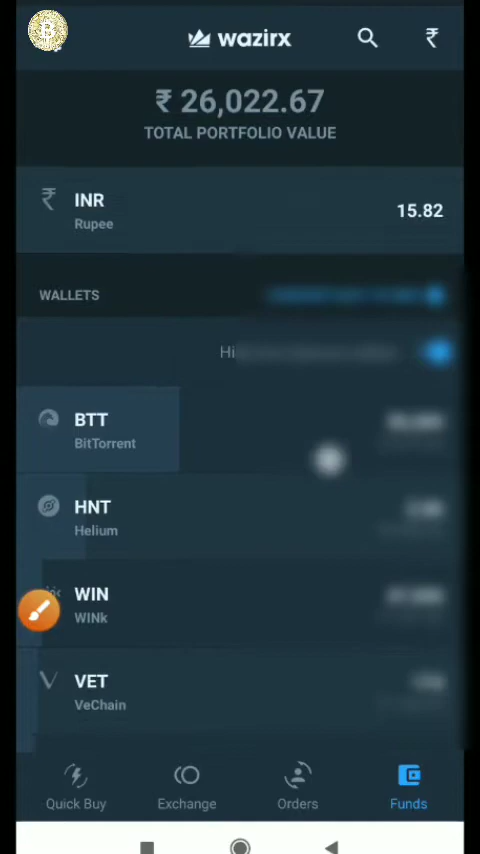 wazirx
₹
₹ 26,022.67
TOTAL PORTFOLIO VALUE
INR
15.82
Rupee
WALLETS
BTT
BitTorrent
HNT
Helium
WIN
WINk
VET
VeChain
Quick Buy Exchange Orders Funds